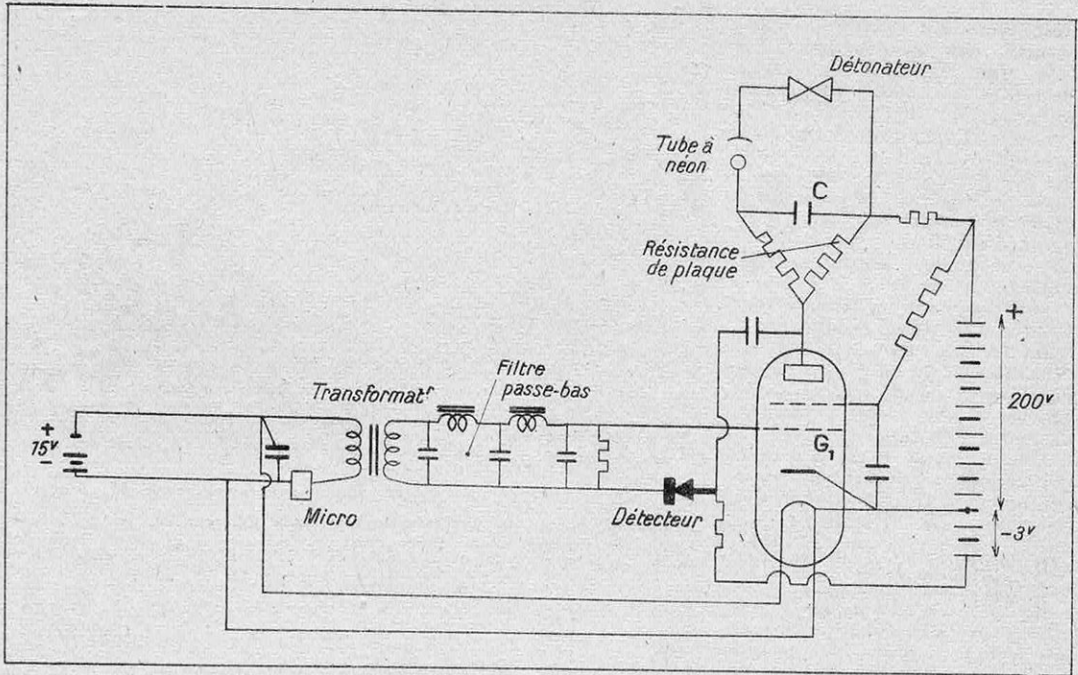 Détonateur
Tube à
néon
C
Résistance
de plaque
+
Filtre
passe-bas
Transformatr
200v
+
15v
-
G1
Micro
Détecteur
-3v